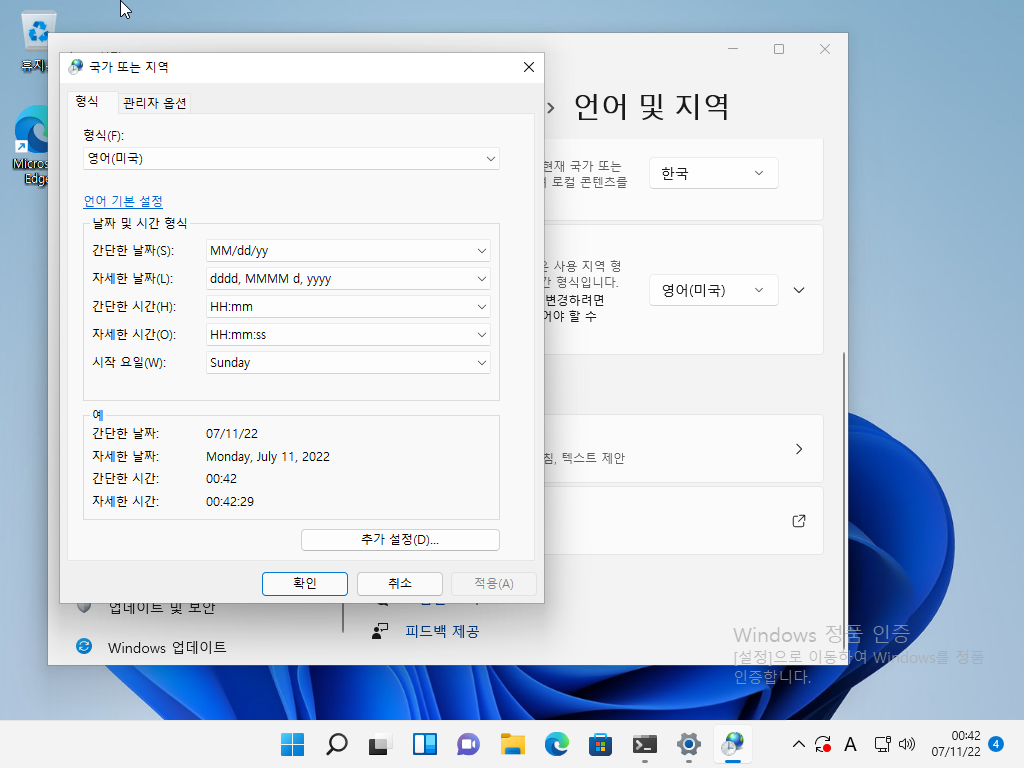 휴지
Micros
Edge
국가 또는 지역
형식
관리자 옵션
형식(F):
영어(미국)
언어 기본 설정
날짜 및 시간 형식
간단한 날짜(S):
MM/dd/yy
자세한 날짜(L):
dddd, MMMM d, yyyy
간단한 시간(H):
HH:mm
자세한 시간(O):
HH:mm:ss
시작 요일(W):
Sunday
예
간단한 날짜:
07/11/22
자세한 날짜:
Monday, July 11, 2022
간단한 시간:
00:42
자세한 시간:
00:42:29
추가 설정(D)...
확인
취소
적용(A)
언어 및 지역
현재 국가 또는
로컬 콘텐츠를
한국
은 사용 지역 형
간 형식입니다.
변경하려면
어야 할 수
영어(미국)
침, 텍스트 제안
업데이트 및 보안
Windows 업데이트
피드백 제공
Windows 정품 인증
[설정]으로 이동하여 Windows를 정품
인증합니다.
A
00:42
07/11/22
4